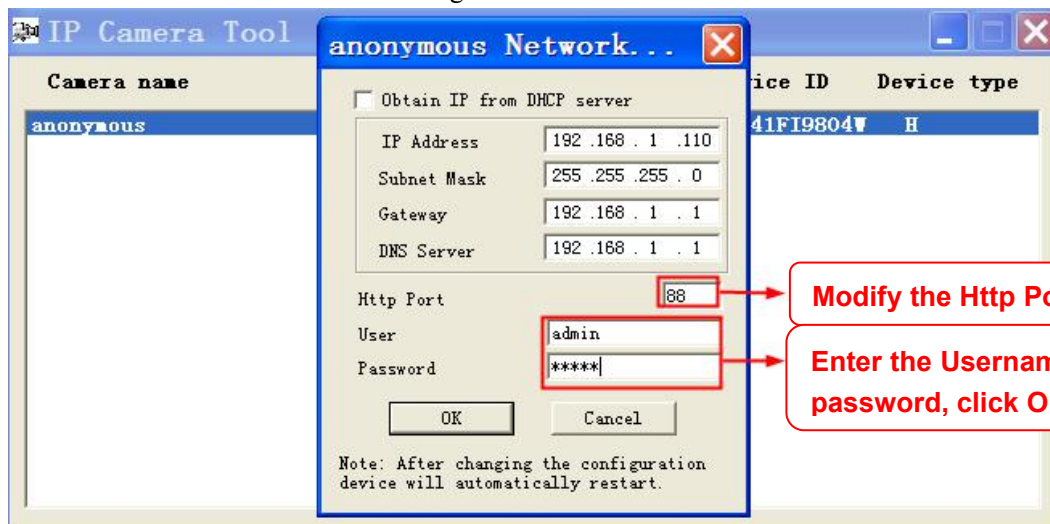 IP Camera Tool
Camera name
ice ID Device type
anonymous
41FI9804W H
anonymous Network...
Obtain IP from DHCP server
IP Address 192 .168 . 1 .110
Subnet Mask 255 .255 .255 . 0
Gateway 192 .168 . 1 . 1
DNS Server 192 .168 . 1 . 1
Http Port 88
User admin
Password *****
OK Cancel
Note: After changing the configuration
device will automatically restart.
Modify the Http Po
Enter the Usernam
password, click O